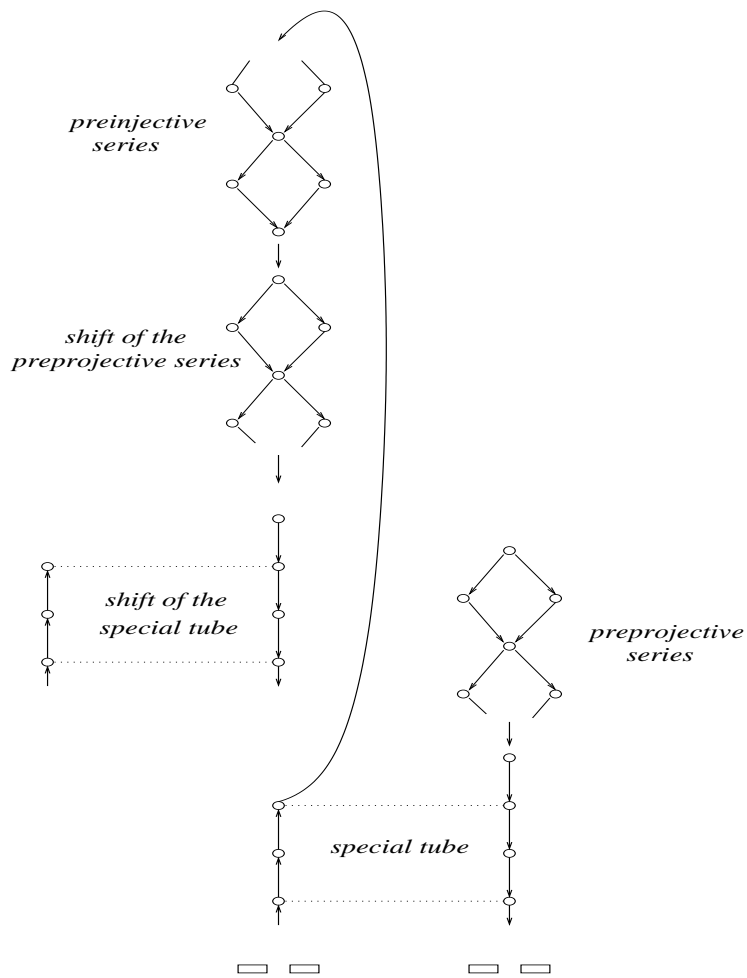 preinjective
series
shift of the
preprojective series
shift of the
special tube
preprojective
series
special tube